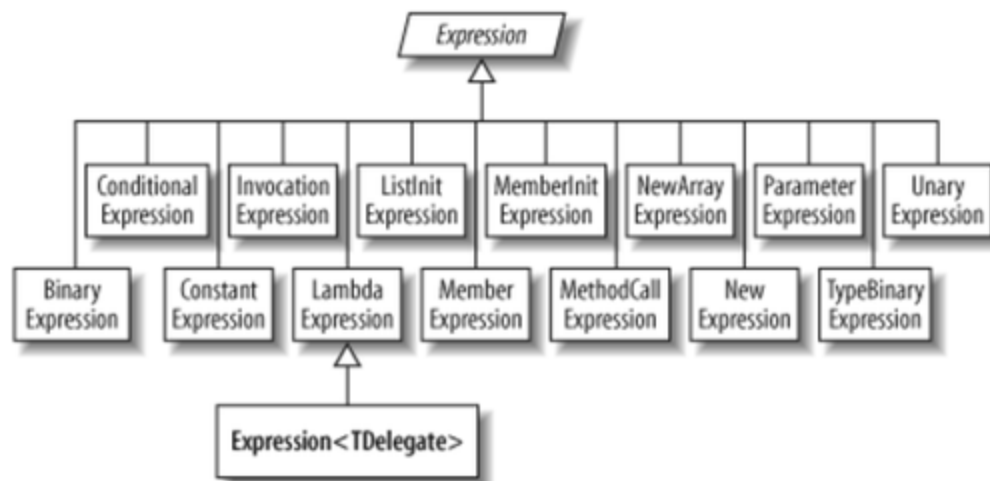 Expression
Conditional
Expression
Invocation
Expression
ListInit
Expression
MemberInit
Expression
NewArray
Expression
Parameter
Expression
Unary
Expression
Binary
Expression
Constant
Expression
Lambda
Expression
Member
Expression
MethodCall
Expression
New
Expression
TypeBinary
Expression
Expression<TDelegate>